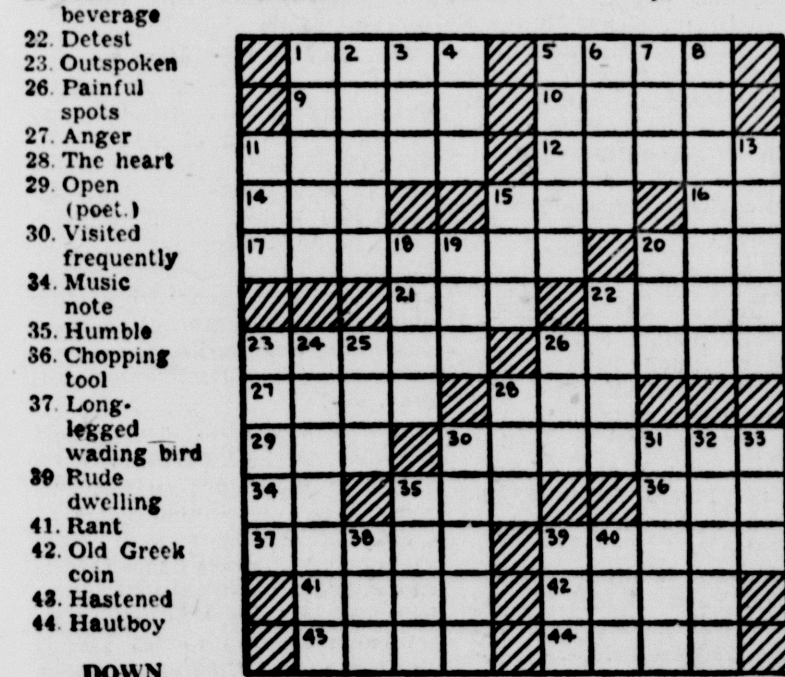 beverage
22. Detest
23. Outspoken
26. Painful
spots
27. Anger
28. The heart
29. Open
(poet.)
30. Visited
frequently
34. Music
note
35. Humble
36. Chopping
tool
37. Long-
legged
wading bird
39 Rude
dwelling
41. Rant
42. Old Greek
coin
43. Hastened
44. Hautboy
DOWN
1 2 3 4 5 6 7 8
9 10
11 12 13
14 15 16
17 18 19 20
21 22
23 24 25 26
27 28
29 30 31 32 33
34 35 36
37 38 39 40
41 42
43 44